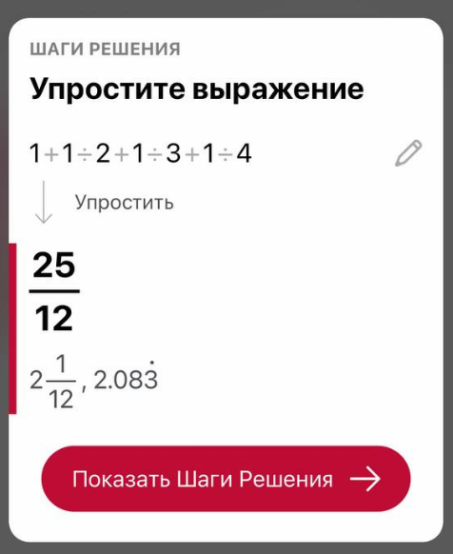 ШАГИ РЕШЕНИЯ
Упростите выражение
1+1÷2+1÷3+1÷4
Упростить
25
12
2 1/12 , 2.083̇
Показать Шаги Решения